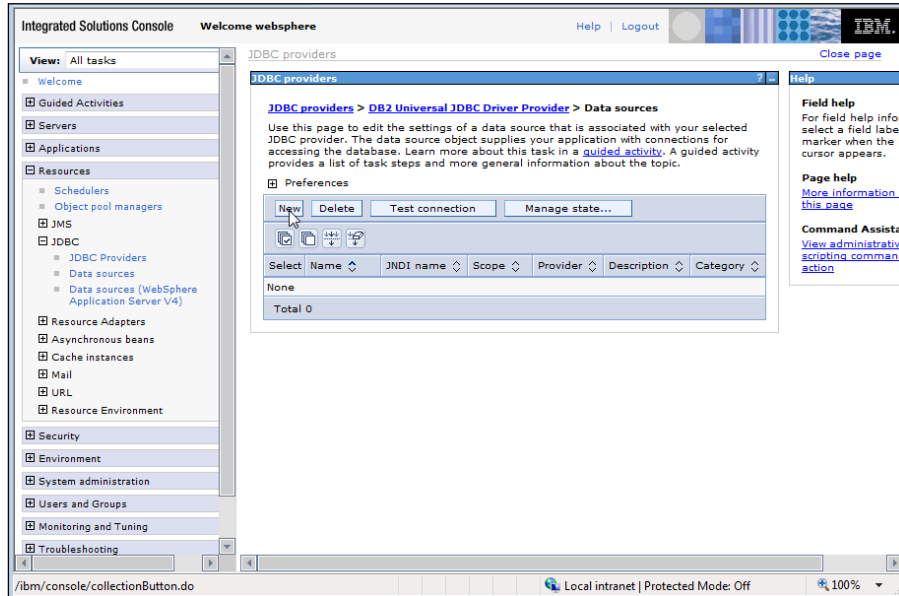 Integrated Solutions Console Welcome websphere Help | Logout IBM.
View: All tasks
Welcome
Guided Activities
Servers
Applications
Resources
Schedulers
Object pool managers
JMS
JDBC
JDBC Providers
Data sources
Data sources (WebSphere
Application Server V4)
Resource Adapters
Asynchronous beans
Cache instances
Mail
URL
Resource Environment
Security
Environment
System administration
Users and Groups
Monitoring and Tuning
Troubleshooting
JDBC providers Close page
JDBC providers ? -
JDBC providers > DB2 Universal JDBC Driver Provider > Data sources
Use this page to edit the settings of a data source that is associated with your selected
JDBC provider. The data source object supplies your application with connections for
accessing the database. Learn more about this task in a guided activity. A guided activity
provides a list of task steps and more general information about the topic.
Preferences
New Delete Test connection Manage state...
Select Name JNDI name Scope Provider Description Category
None
Total 0
Help
Field help
For field help info
select a field labe
marker when the
cursor appears.
Page help
More information
this page
Command Assista
View administrativ
scripting comman
action
/ibm/console/collectionButton.do Local intranet | Protected Mode: Off 100%